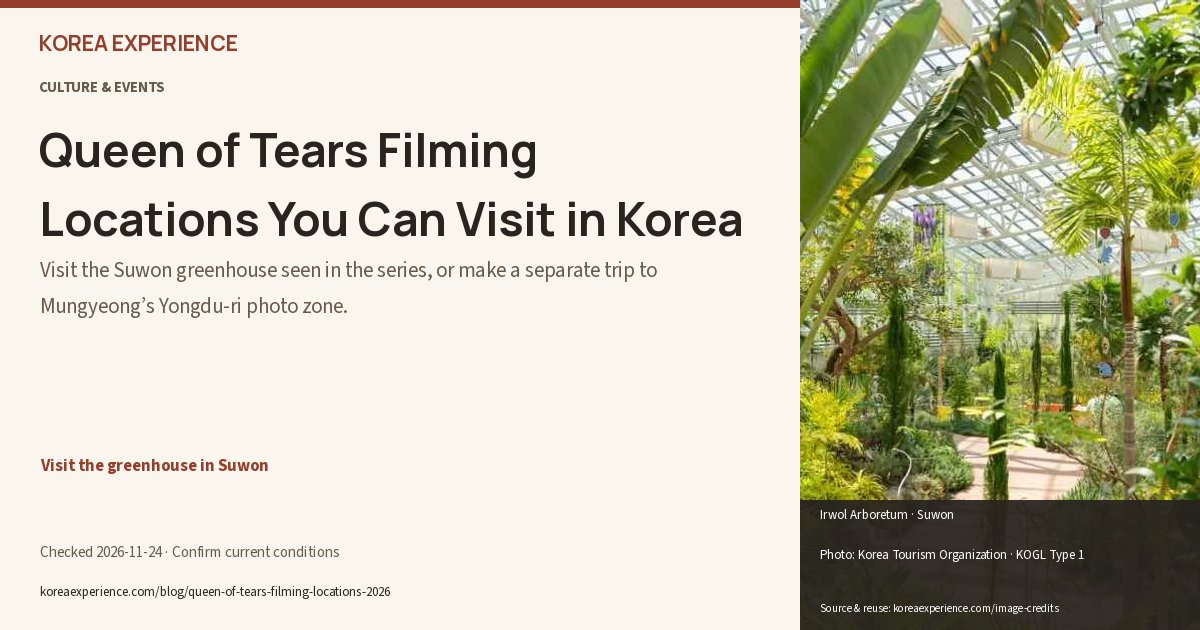 KOREA EXPERIENCE
CULTURE & EVENTS
Queen of Tears Filming
Locations You Can Visit in Korea
Visit the Suwon greenhouse seen in the series, or make a separate trip to
Mungyeong’s Yongdu-ri photo zone.
Visit the greenhouse in Suwon
Checked 2026-11-24 · Confirm current conditions
koreaexperience.com/blog/queen-of-tears-filming-locations-2026
Irwol Arboretum · Suwon
Photo: Korea Tourism Organization · KOGL Type 1
Source & reuse: koreaexperience.com/image-credits